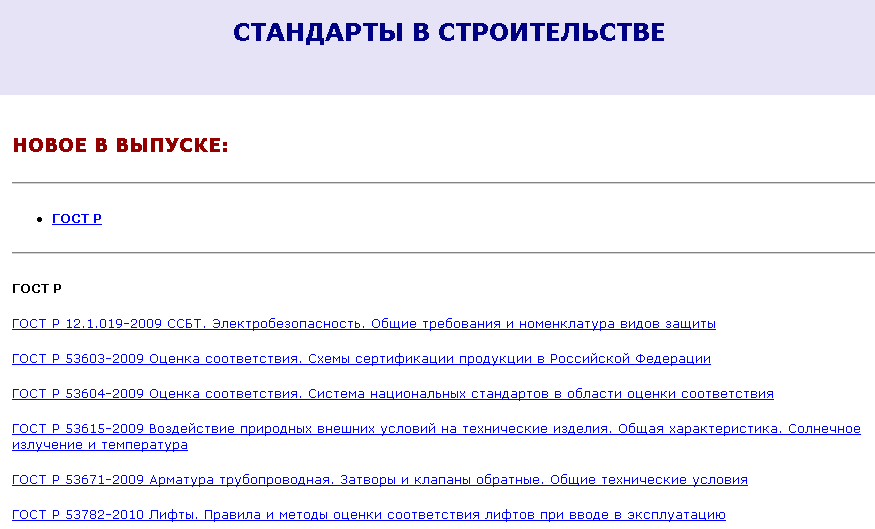 СТАНДАРТЫ В СТРОИТЕЛЬСТВЕ
НОВОЕ В ВЫПУСКЕ:
ГОСТ Р
ГОСТ Р
ГОСТ Р 12.1.019-2009 ССБТ. Электробезопасность. Общие требования и номенклатура видов защиты
ГОСТ Р 53603-2009 Оценка соответствия. Схемы сертификации продукции в Российской Федерации
ГОСТ Р 53604-2009 Оценка соответствия. Система национальных стандартов в области оценки соответствия
ГОСТ Р 53615-2009 Воздействие природных внешних условий на технические изделия. Общая характеристика. Солнечное
излучение и температура
ГОСТ Р 53671-2009 Арматура трубопроводная. Затворы и клапаны обратные. Общие технические условия
ГОСТ Р 53782-2010 Лифты. Правила и методы оценки соответствия лифтов при вводе в эксплуатацию